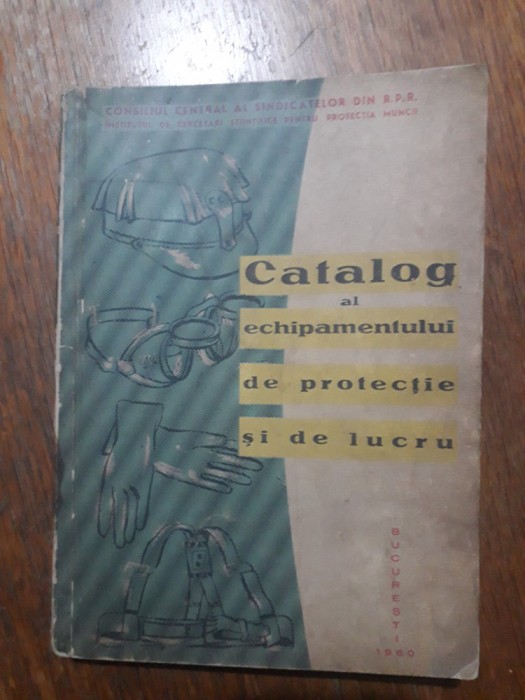 CONSILIUL CENTRAL AL SINDICATELOR DIN R.P.R.
INSTITUTUL DE CERCETĂRI ȘTIINȚIFICE PENTRU PROTECȚIA MUNCII
Catalog
al
echipamentului
de protecție
și de lucru
BUCUREȘTI
1960